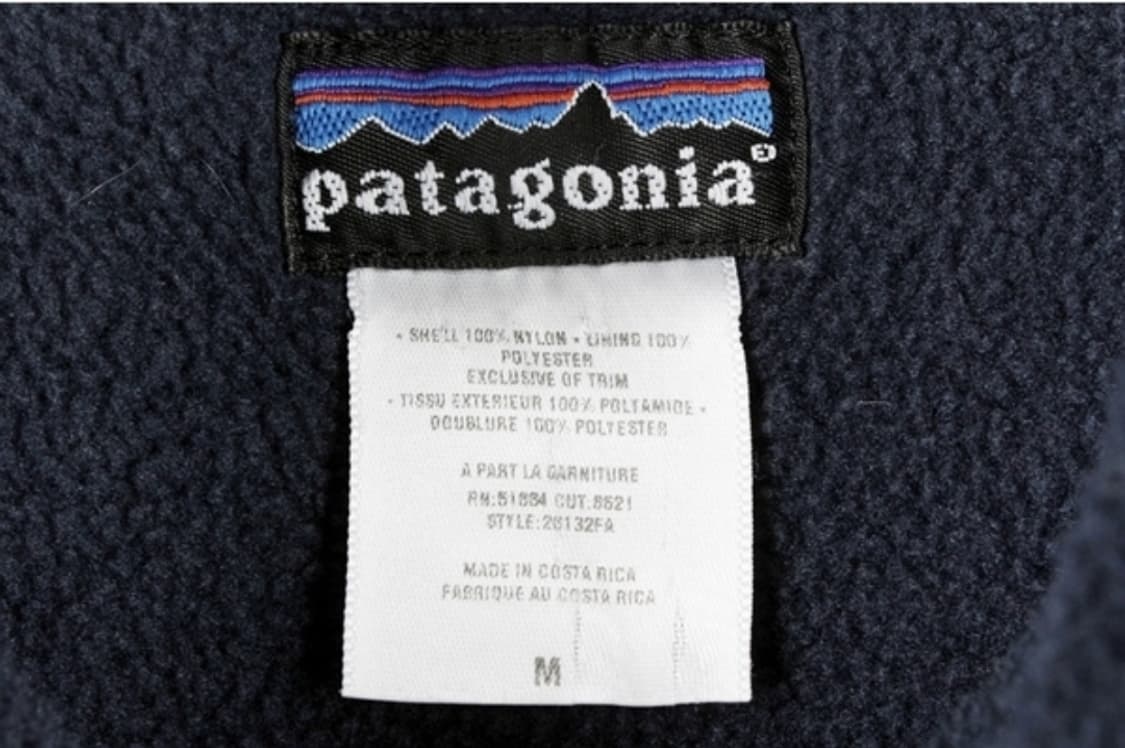 patagonia®
- SHELL 100% NYLON - LINING 100%
POLYESTER
EXCLUSIVE OF TRIM
- TISSU EXTERIEUR 100% POLYAMIDE -
DOUBLURE 100% POLYESTER
A PART LA GARNITURE
RN:51884 CUT:8621
STYLE:28132FA
MADE IN COSTA RICA
FABRIQUE AU COSTA RICA
M